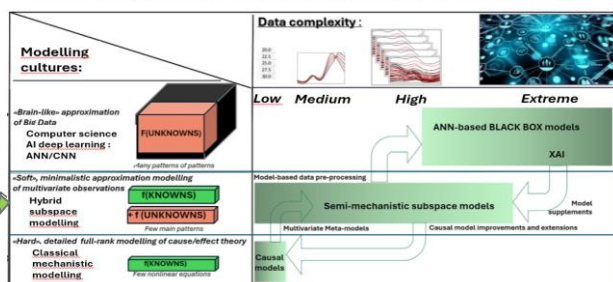 Data complexity :
Modelling
cultures:
Low Medium High Extreme
«Brain-like» approximation
of Big Data
Computer science
AI deep learning :
ANN/CNN
F(UNKNOWNS)
Many patterns of patterns
ANN-based BLACK BOX models
XAI
«Soft», minimalistic approximation modelling
of multivariate observations
Hybrid
subspace
modelling
f(KNOWNS)
+ f (UNKNOWNS)
Few main patterns
Model-based data pre-processing
Semi-mechanistic subspace models
Model
supplements
Multivariate Meta-models
Causal model improvements and extensions
«Hard», detailed full-rank modelling of cause/effect theory
Classical
mechanistic
modelling
f(KNOWNS)
Few nonlinear equations
Causal
models